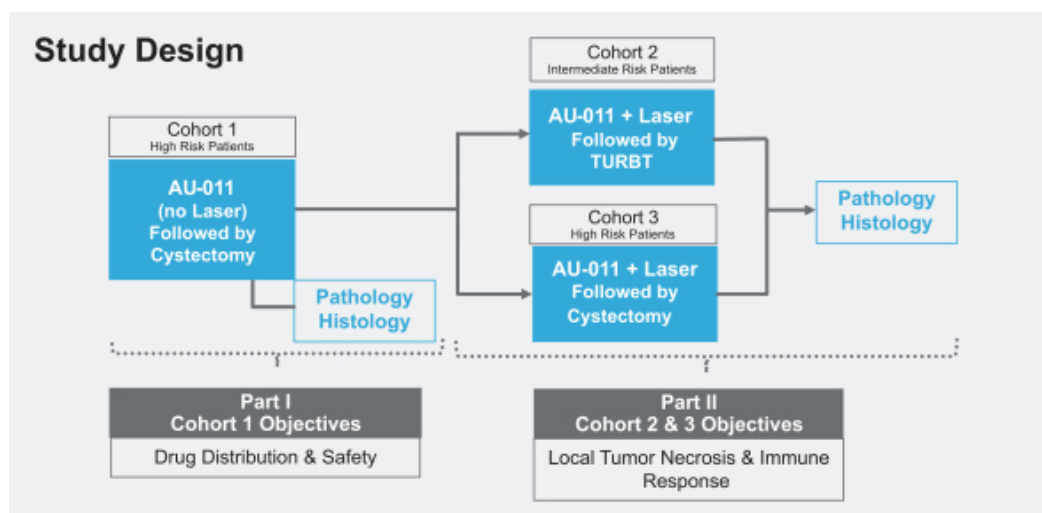 Study Design
Cohort 1
High Risk Patients
AU-011
(no Laser)
Followed by
Cystectomy
Pathology
Histology
Cohort 2
Intermediate Risk Patients
AU-011 + Laser
Followed by
TURBT
Cohort 3
High Risk Patients
AU-011 + Laser
Followed by
Cystectomy
Pathology
Histology
Part I
Cohort 1 Objectives
Drug Distribution & Safety
Part II
Cohort 2 & 3 Objectives
Local Tumor Necrosis & Immune
Response